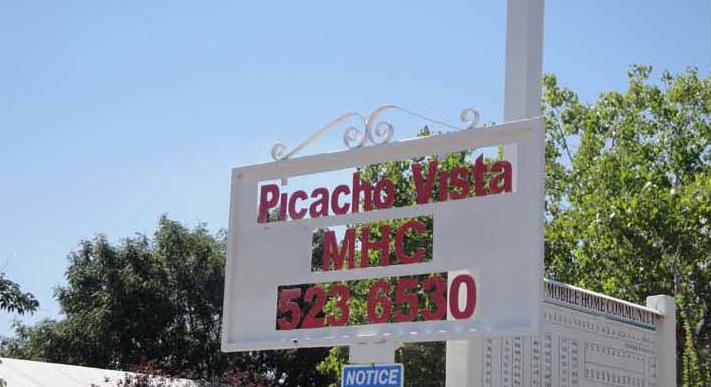 Picacho Vista
MHC
523 6530
MOBILE HOME COMMUNITY
NOTICE